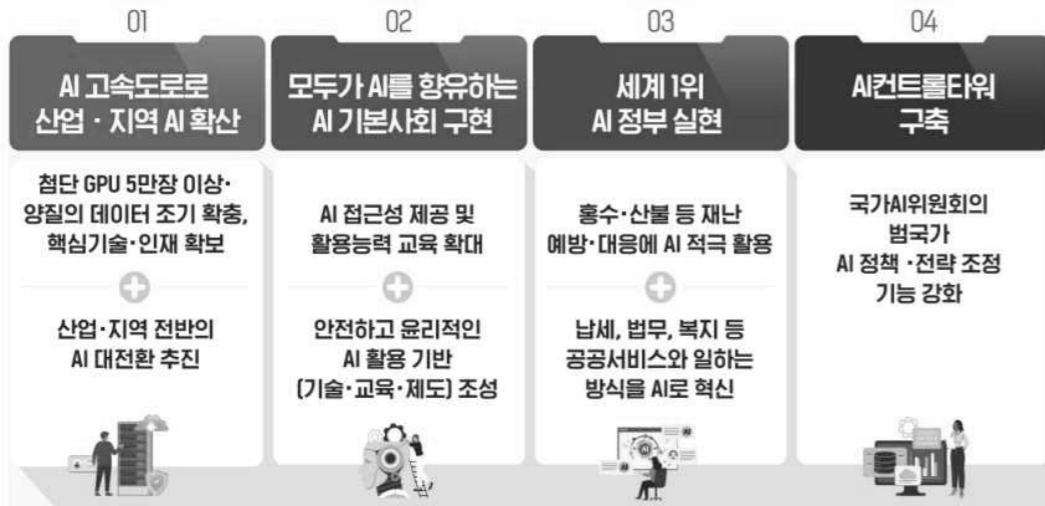 01
AI 고속도로로
산업 · 지역 AI 확산
첨단 GPU 5만장 이상·
양질의 데이터 조기 확충,
핵심기술·인재 확보
산업·지역 전반의
AI 대전환 추진
02
모두가 AI를 향유하는
AI 기본사회 구현
AI 접근성 제공 및
활용능력 교육 확대
안전하고 윤리적인
AI 활용 기반
(기술·교육·제도) 조성
03
세계 1위
AI 정부 실현
홍수·산불 등 재난
예방·대응에 AI 적극 활용
납세, 법무, 복지 등
공공서비스와 일하는
방식을 AI로 혁신
04
AI컨트롤타워
구축
국가AI위원회의
범국가
AI 정책 ·전략 조정
기능 강화